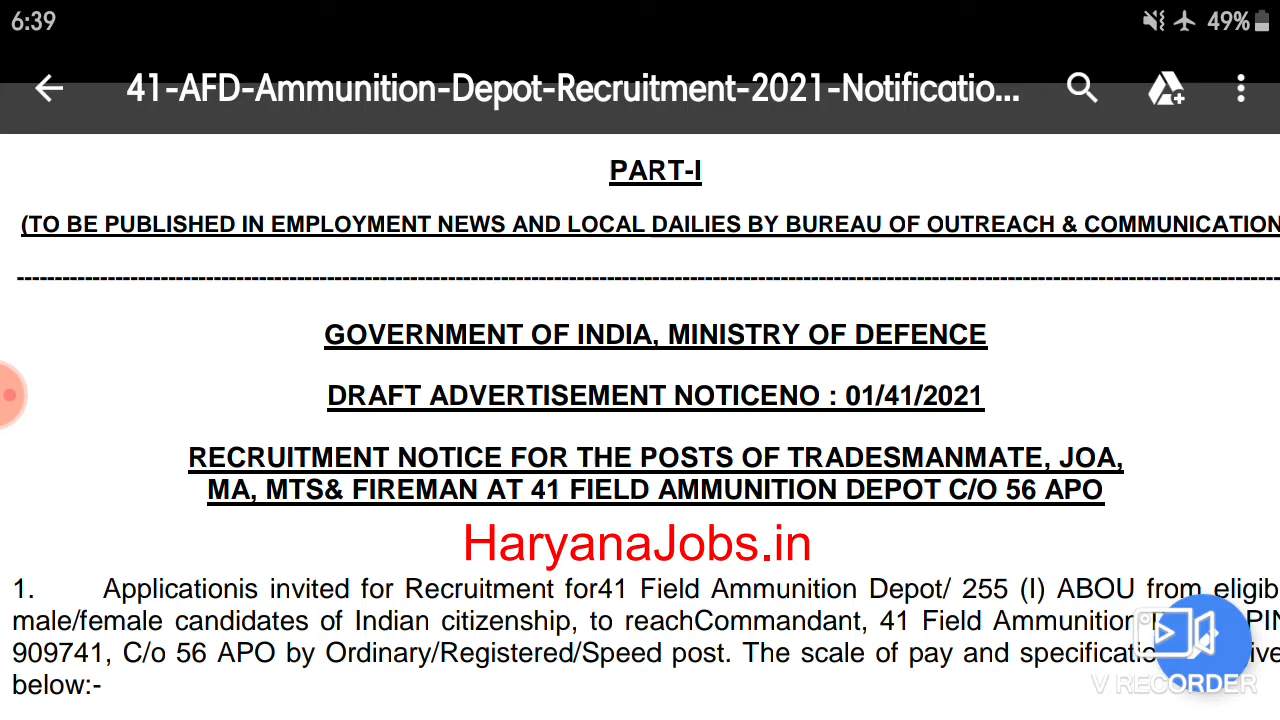 6:39
49%
41-AFD-Ammunition-Depot-Recruitment-2021-Notificatio...
PART-I
(TO BE PUBLISHED IN EMPLOYMENT NEWS AND LOCAL DAILIES BY BUREAU OF OUTREACH & COMMUNICATION
GOVERNMENT OF INDIA, MINISTRY OF DEFENCE
DRAFT ADVERTISEMENT NOTICENO : 01/41/2021
RECRUITMENT NOTICE FOR THE POSTS OF TRADESMANMATE, JOA,
MA, MTS& FIREMAN AT 41 FIELD AMMUNITION DEPOT C/O 56 APO
HaryanaJobs.in
1. Applicationis invited for Recruitment for41 Field Ammunition Depot/ 255 (I) ABOU from eligib
male/female candidates of Indian citizenship, to reachCommandant, 41 Field Ammunition PIN
909741, C/o 56 APO by Ordinary/Registered/Speed post. The scale of pay and specificati
below:-
V RECORDER